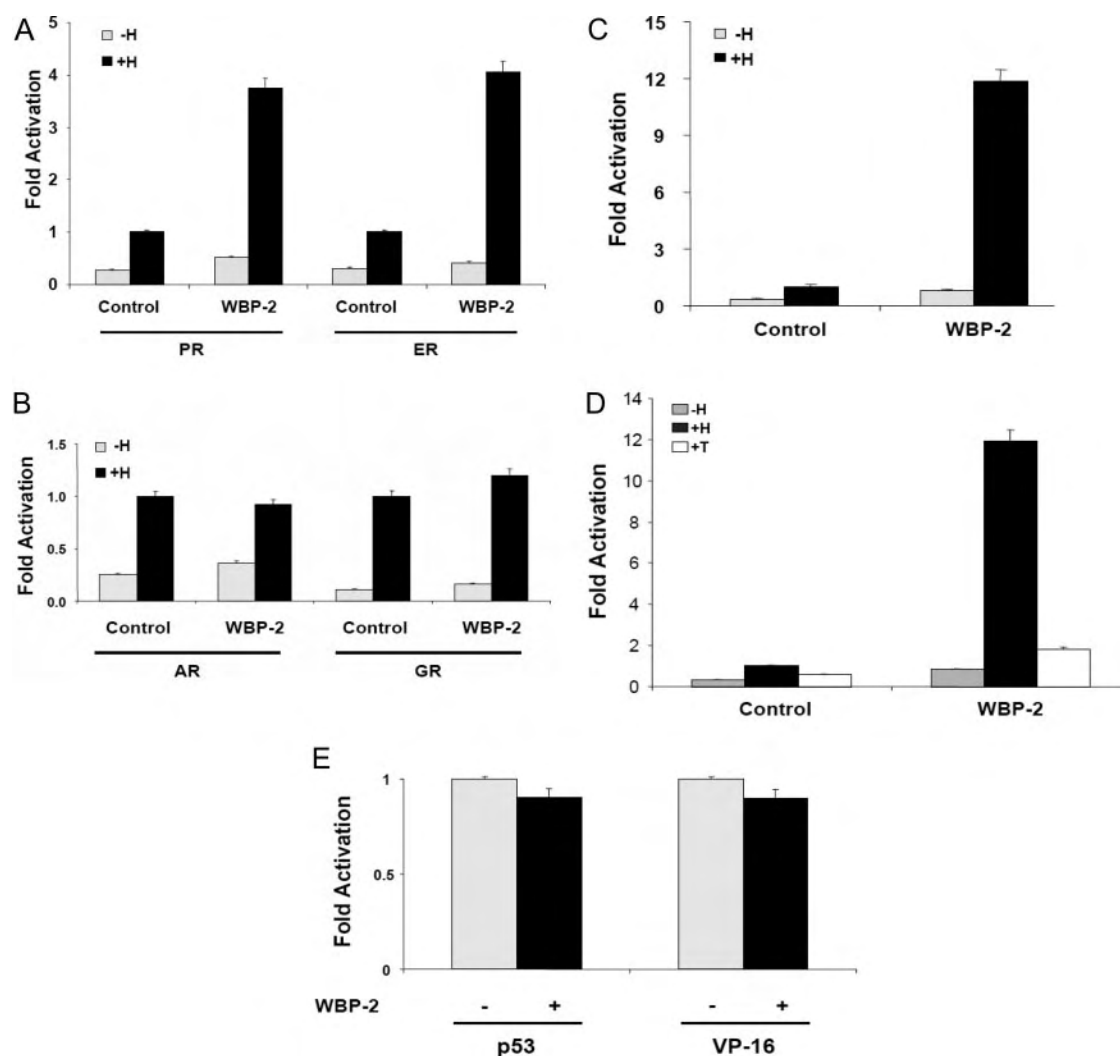 A
Fold Activation
5
4
3
2
1
0
-H
+H
Control WBP-2 Control WBP-2
PR ER
B
Fold Activation
1.5
1.0
0.5
0.0
-H
+H
Control WBP-2 Control WBP-2
AR GR
C
Fold Activation
15
12
9
6
3
0
-H
+H
Control WBP-2
D
Fold Activation
14
12
10
8
6
4
2
0
-H
+H
+T
Control WBP-2
E
Fold Activation
1
0.5
0
WBP-2 - + - +
p53 VP-16